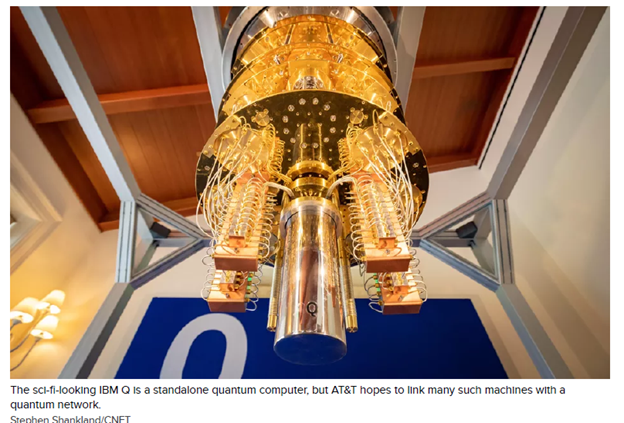 Q
The sci-fi-looking IBM Q is a standalone quantum computer, but AT&T hopes to link many such machines with a
quantum network.
Stephen Shankland/CNET